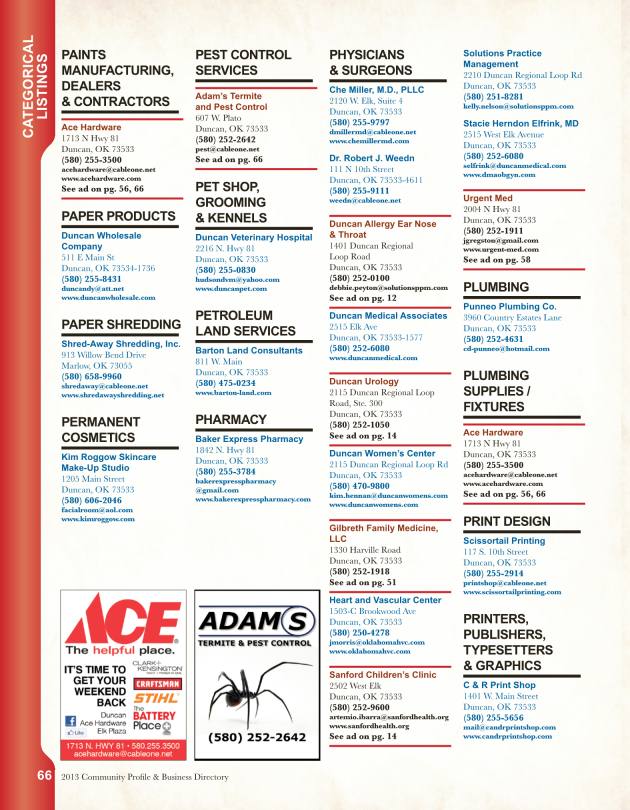 CATEGORICAL
LISTINGS
PAINTS
MANUFACTURING,
DEALERS
& CONTRACTORS
Ace Hardware
1713 N Hwy 81
Duncan, OK 73533
(580) 255-3500
acehardware@cableone.net
www.acehardware.com
See ad on pgs. 56, 66
PAPER PRODUCTS
Duncan Wholesale
Company
511 E Main St
Duncan, OK 73534-1736
(580) 255-8431
duncandy@att.net
www.duncanwholesale.com
PAPER SHREDDING
Shred-Away Shredding, Inc.
913 Willow Bend Drive
Marlow, OK 73055
(580) 658-9960
shredaway@cableone.net
www.shredawayshredding.net
PERMANENT
COSMETICS
Kim Roggow Skincare
Make-Up Studio
1205 Main Street
Duncan, OK 73533
(580) 606-2046
facialroom@aol.com
www.kimroggow.com
PEST CONTROL
SERVICES
Adam's Termite
and Pest Control
607 W. Plato
Duncan, OK 73533
(580) 252-2642
pest@cableone.net
See ad on pg. 66
PET SHOP,
GROOMING
& KENNELS
Duncan Veterinary Hospital
2216 N. Hwy 81
Duncan, OK 73533
(580) 255-0830
hudsondvm@yahoo.com
www.duncanpet.com
PETROLEUM
LAND SERVICES
Barton Land Consultants
811 W. Main
Duncan, OK 73533
(580) 475-0234
www.barton-land.com
PHARMACY
Baker Express Pharmacy
1842 N. Hwy 81
Duncan, OK 73533
(580) 255-3784
bakerexpresspharmacy
@gmail.com
www.bakerexpresspharmacy.com
PHYSICIANS
& SURGEONS
Che Miller, M.D., PLLC
2120 W. Elk, Suite 4
Duncan, OK 73533
(580) 255-9797
dmillermd@cableone.net
www.chemillermd.com
Dr. Robert J. Weedn
111 N 10th Street
Duncan, OK 73533-4611
(580) 255-9111
weedn@cableone.net
Duncan Allergy Ear Nose
& Throat
1401 Duncan Regional
Loop Road
Duncan, OK 73533
(580) 252-0100
debbie.peyton@solutionsppm.com
See ad on pg. 12
Duncan Medical Associates
2515 Elk Ave
Duncan, OK 73533-1577
(580) 252-6080
www.duncanmedical.com
Duncan Urology
2115 Duncan Regional Loop
Road, Ste. 300
Duncan, OK 73533
(580) 252-1050
See ad on pg. 14
Duncan Women's Center
2115 Duncan Regional Loop Rd
Duncan, OK 73533
(580) 470-9800
kim.hennan@duncanwomens.com
www.duncanwomens.com
Gilbreth Family Medicine,
LLC
1330 Harville Road
Duncan, OK 73533
(580) 252-1918
See ad on pg. 51
Heart and Vascular Center
1503-C Brookwood Ave
Duncan, OK 73533
(580) 250-4278
jmorris@oklahomahvc.com
www.oklahomahvc.com
Sanford Children's Clinic
2502 West Elk
Duncan, OK 73533
(580) 252-9600
artemio.ibarra@sanfordhealth.org
www.sanfordhealth.org
See ad on pg. 14
Solutions Practice
Management
2210 Duncan Regional Loop Rd
Duncan, OK 73533
(580) 251-8281
kelly.nelson@solutionsppm.com
Stacie Herndon Elfrink, MD
2515 West Elk Avenue
Duncan, OK 73533
(580) 252-6080
selfrink@duncanmedical.com
www.dmaobgyn.com
Urgent Med
2004 N Hwy 81
Duncan, OK 73533
(580) 252-1911
jgregston@gmail.com
www.urgent-med.com
See ad on pg. 58
PLUMBING
Punneo Plumbing Co.
3960 Country Estates Lane
Duncan, OK 73533
(580) 252-4631
cd-punneo@hotmail.com
PLUMBING
SUPPLIES /
FIXTURES
Ace Hardware
1713 N Hwy 81
Duncan, OK 73533
(580) 255-3500
acehardware@cableone.net
www.acehardware.com
See ad on pg. 56, 66
PRINT DESIGN
Scissortail Printing
117 S. 10th Street
Duncan, OK 73533
(580) 255-2914
printshop@cableone.net
www.scissortailprinting.com
PRINTERS,
PUBLISHERS,
TYPESETTERS
& GRAPHICS
C & R Print Shop
1401 W. Main Street
Duncan, OK 73533
(580) 255-5656
mail@candrprintshop.com
www.candrprintshop.com
ACE
The helpful place.
IT'S TIME TO
GET YOUR
WEEKEND
BACK
CLARK+
KENSINGTON
CRAFTSMAN
STIHL
The
BATTERY
Place
Like
Duncan
Ace Hardware
Elk Plaza
1713 N. HWY 81 • 580.255.3500
acehardware@cableone.net
ADAMS
TERMITE & PEST CONTROL
(580) 252-2642
66 2013 Community Profile & Business Directory